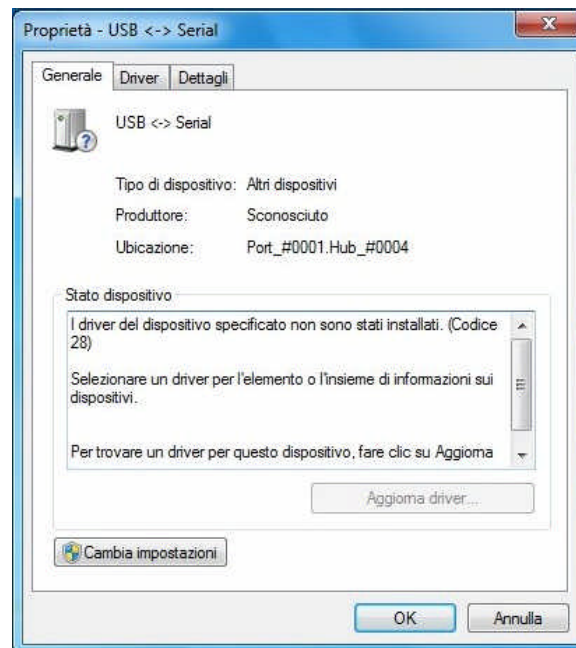 Proprietà - USB <-> Serial
Generale
Driver
Dettagli
USB <-> Serial
Tipo di dispositivo: Altri dispositivi
Produttore: Sconosciuto
Ubicazione: Port_#0001.Hub_#0004
Stato dispositivo
I driver del dispositivo specificato non sono stati installati. (Codice
28)
Selezionare un driver per l'elemento o l'insieme di informazioni sui
dispositivi.
Per trovare un driver per questo dispositivo, fare clic su Aggiorna
Aggiorna driver...
Cambia impostazioni
OK
Annulla